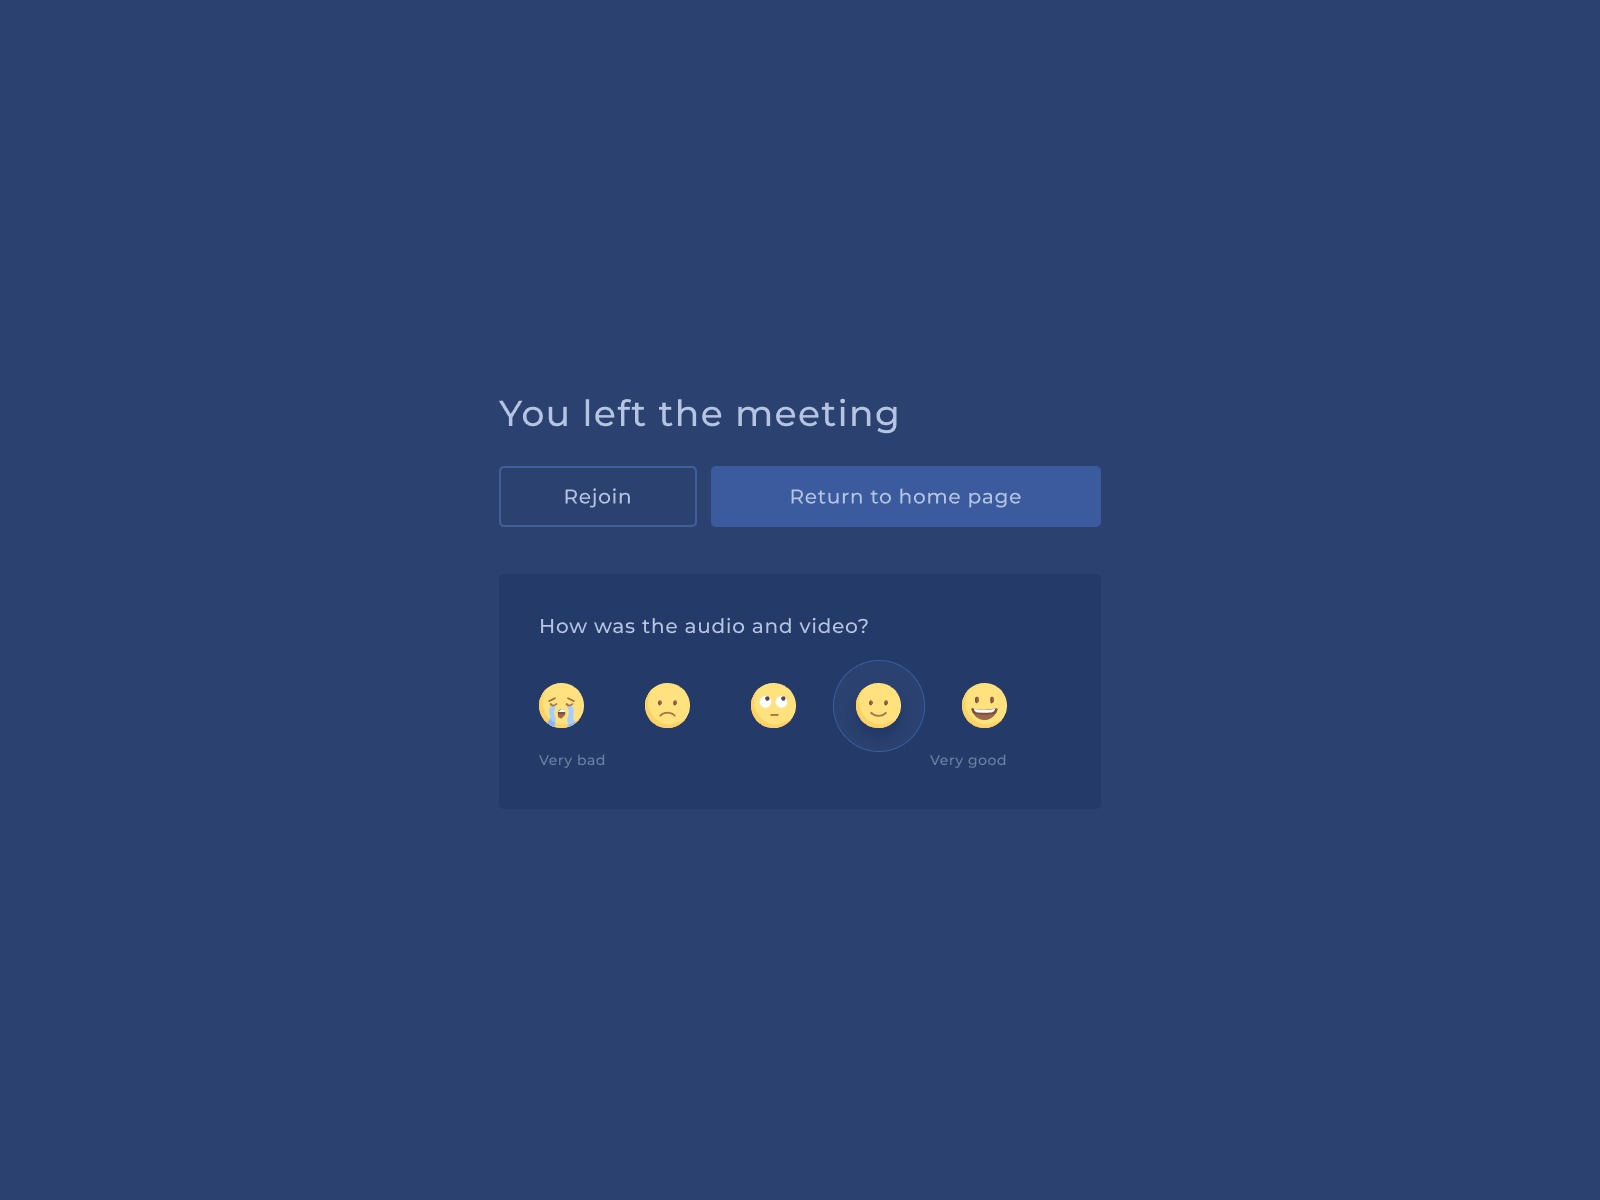 You left the meeting
Rejoin
Return to home page
How was the audio and video?
Very bad
Very good